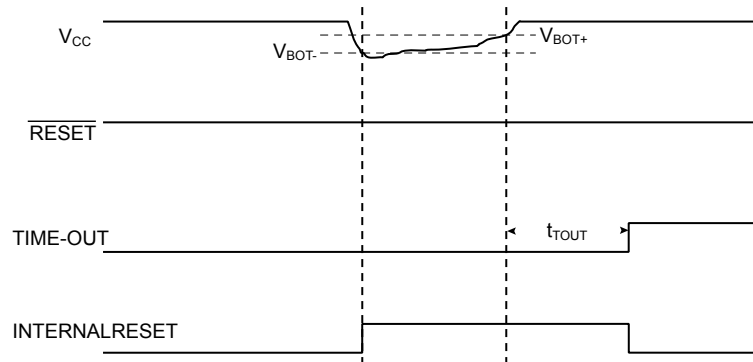 VCC
VBOT-
VBOT+
RESET
TIME-OUT
tTOUT
INTERNALRESET